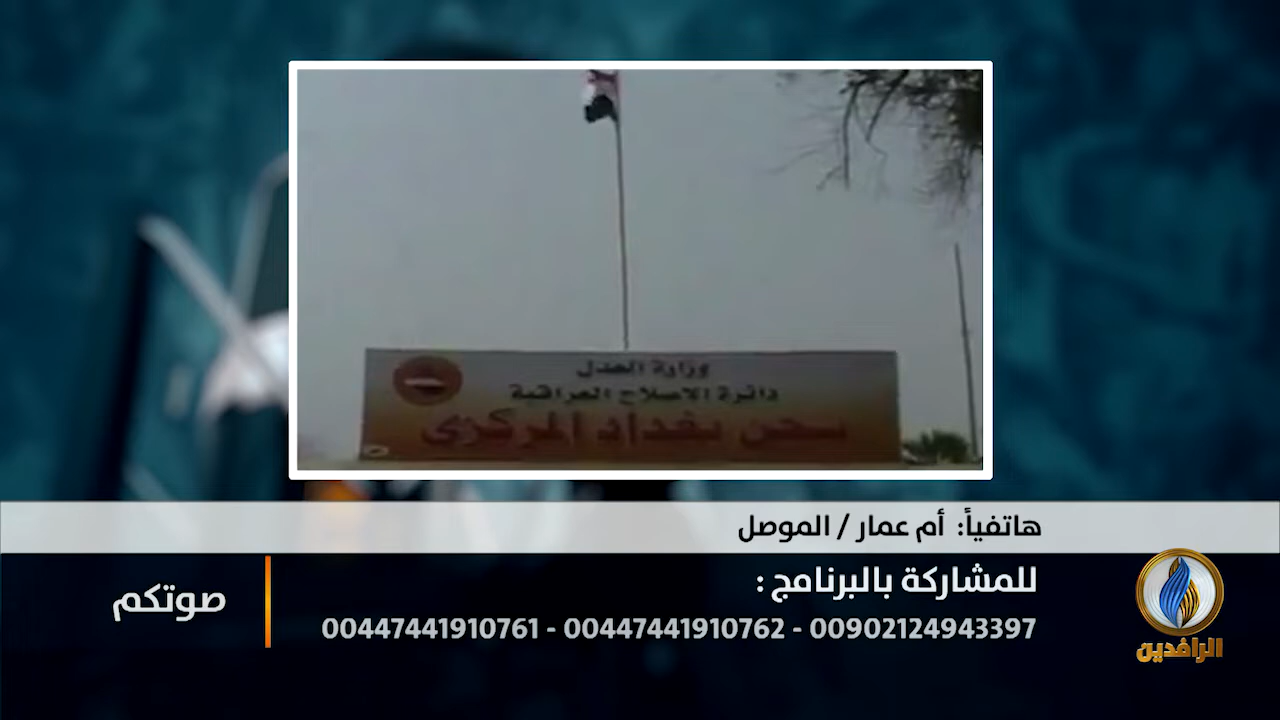 وزارة العدل
دائرة الاصلاح العراقية
سجن بغداد المركزي
هاتفياً: أم عمار / الموصل
للمشاركة بالبرنامج :
00447441910761 - 00447441910762 - 00902124943397
صوتكم
الرافدين